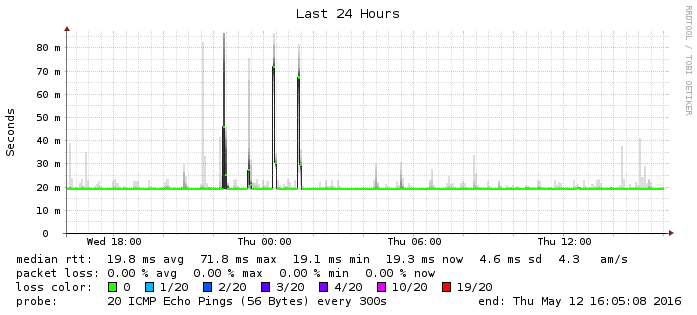 Last 24 Hours
RRDTOOL / TOBI OETIKER
Seconds
80 m
70 m
60 m
50 m
40 m
30 m
20 m
10 m
0
Wed 18:00 Thu 00:00 Thu 06:00 Thu 12:00
median rtt: 19.8 ms avg 71.8 ms max 19.1 ms min 19.3 ms now 4.6 ms sd 4.3 am/s
packet loss: 0.00 % avg 0.00 % max 0.00 % min 0.00 % now
loss color: 0 1/20 2/20 3/20 4/20 10/20 19/20
probe: 20 ICMP Echo Pings (56 Bytes) every 300s end: Thu May 12 16:05:08 2016